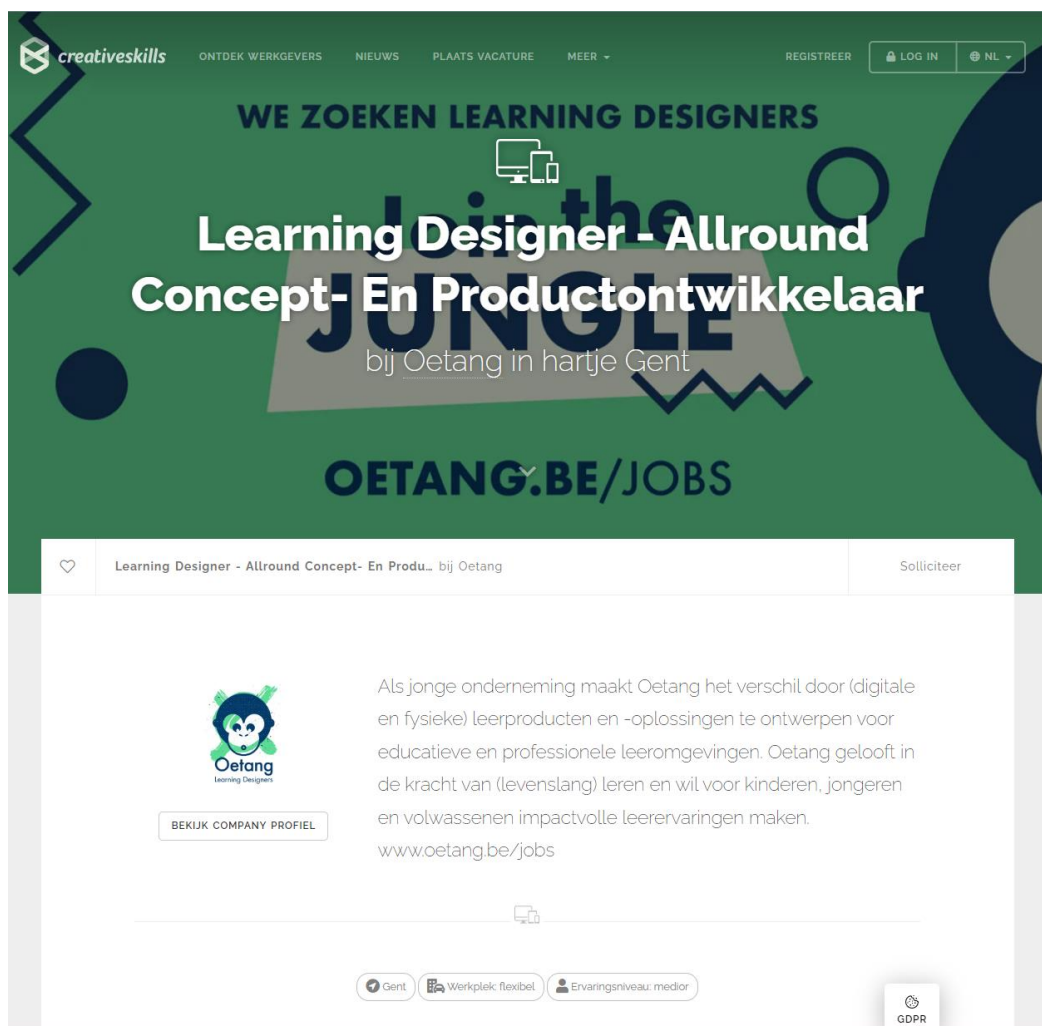 creativeskills
ONTDEK WERKGEVERS
NIEUWS
PLAATS VACATURE
MEER
REGISTREER
LOG IN
NL
WE ZOEKEN LEARNING DESIGNERS
Join the
JUNGLE
Learning Designer - Allround
Concept- En Productontwikkelaar
bij Oetang in hartje Gent
OETANG.BE/JOBS
Learning Designer - Allround Concept- En Produ… bij Oetang
Solliciteer
Oetang
Learning Designers
BEKIJK COMPANY PROFIEL
Als jonge onderneming maakt Oetang het verschil door (digitale
en fysieke) leerproducten en -oplossingen te ontwerpen voor
educatieve en professionele leeromgevingen. Oetang gelooft in
de kracht van (levenslang) leren en wil voor kinderen, jongeren
en volwassenen impactvolle leerervaringen maken.
www.oetang.be/jobs
Gent
Werkplek: flexibel
Ervaringsniveau: medior
GDPR